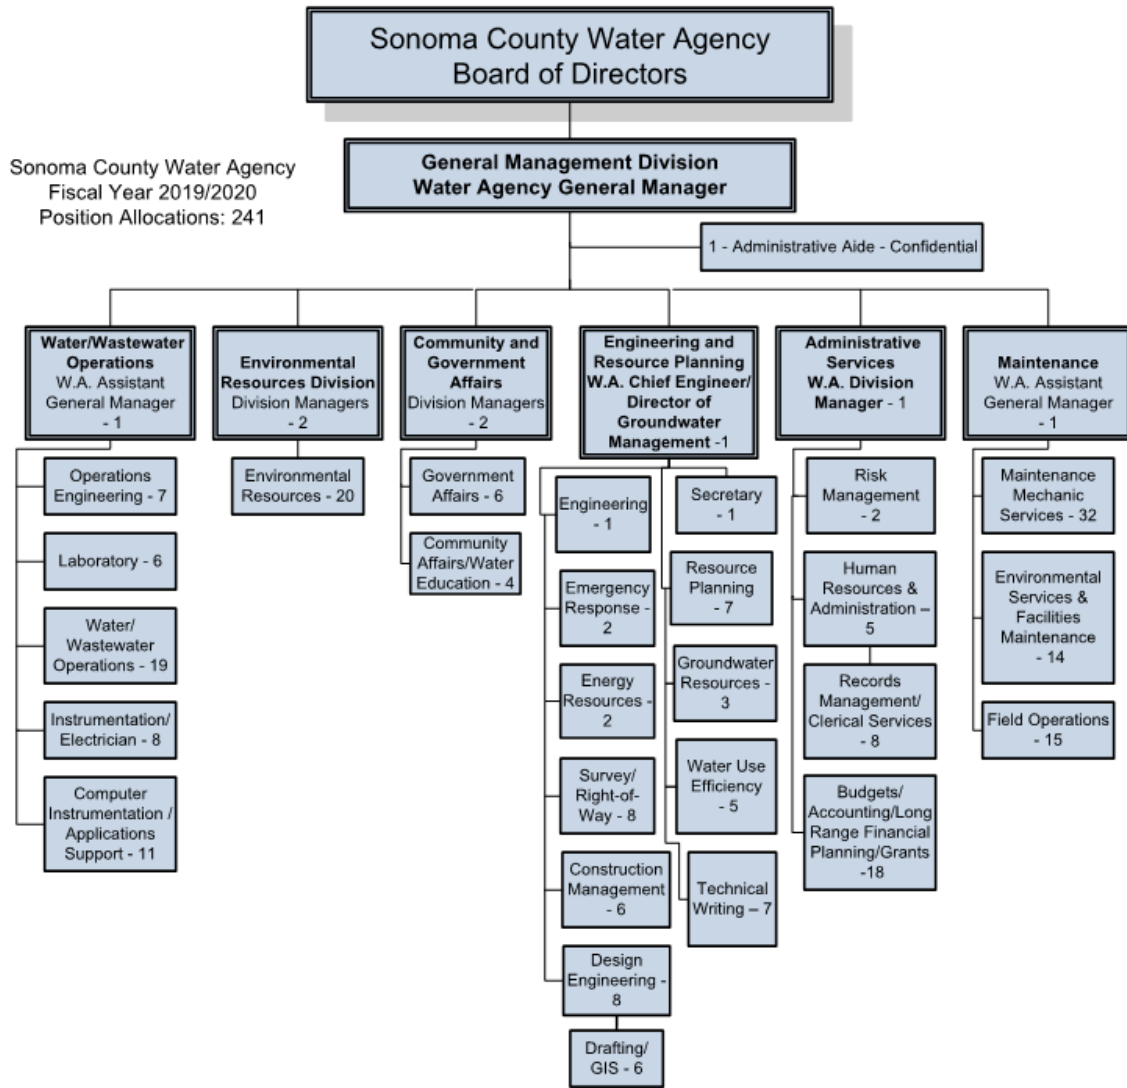 Sonoma County Water Agency
Board of Directors
General Management Division
Water Agency General Manager
Sonoma County Water Agency
Fiscal Year 2019/2020
Position Allocations: 241
1 - Administrative Aide - Confidential
Water/Wastewater
Operations
W.A. Assistant
General Manager
- 1
Operations
Engineering - 7
Laboratory - 6
Water/
Wastewater
Operations - 19
Instrumentation/
Electrician - 8
Computer
Instrumentation /
Applications
Support - 11
Environmental
Resources Division
Division Managers
- 2
Environmental
Resources - 20
Community and
Government
Affairs
Division Managers
- 2
Government
Affairs - 6
Community
Affairs/Water
Education - 4
Engineering and
Resource Planning
W.A. Chief Engineer/
Director of
Groundwater
Management -1
Engineering
- 1
Emergency
Response -
2
Energy
Resources -
2
Survey/
Right-of-
Way - 8
Construction
Management
- 6
Design
Engineering -
8
Drafting/
GIS - 6
Secretary
- 1
Resource
Planning
- 7
Groundwater
Resources -
3
Water Use
Efficiency
- 5
Technical
Writing – 7
Administrative
Services
W.A. Division
Manager - 1
Risk
Management
- 2
Human
Resources &
Administration –
5
Records
Management/
Clerical Services
- 8
Budgets/
Accounting/Long
Range Financial
Planning/Grants
-18
Maintenance
W.A. Assistant
General Manager
- 1
Maintenance
Mechanic
Services - 32
Environmental
Services &
Facilities
Maintenance
- 14
Field Operations
- 15